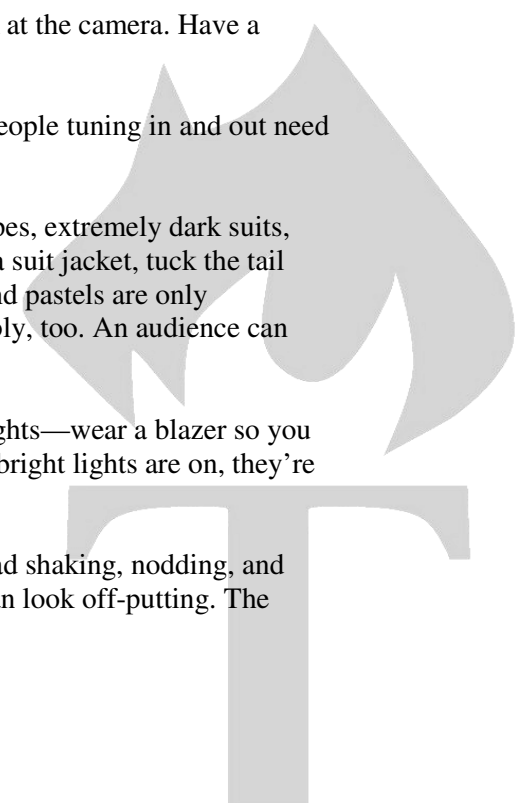 at the camera. Have a
eople tuning in and out need
pes, extremely dark suits,
a suit jacket, tuck the tail
nd pastels are only
bly, too. An audience can
ghts—wear a blazer so you
bright lights are on, they’re
ad shaking, nodding, and
an look off-putting. The